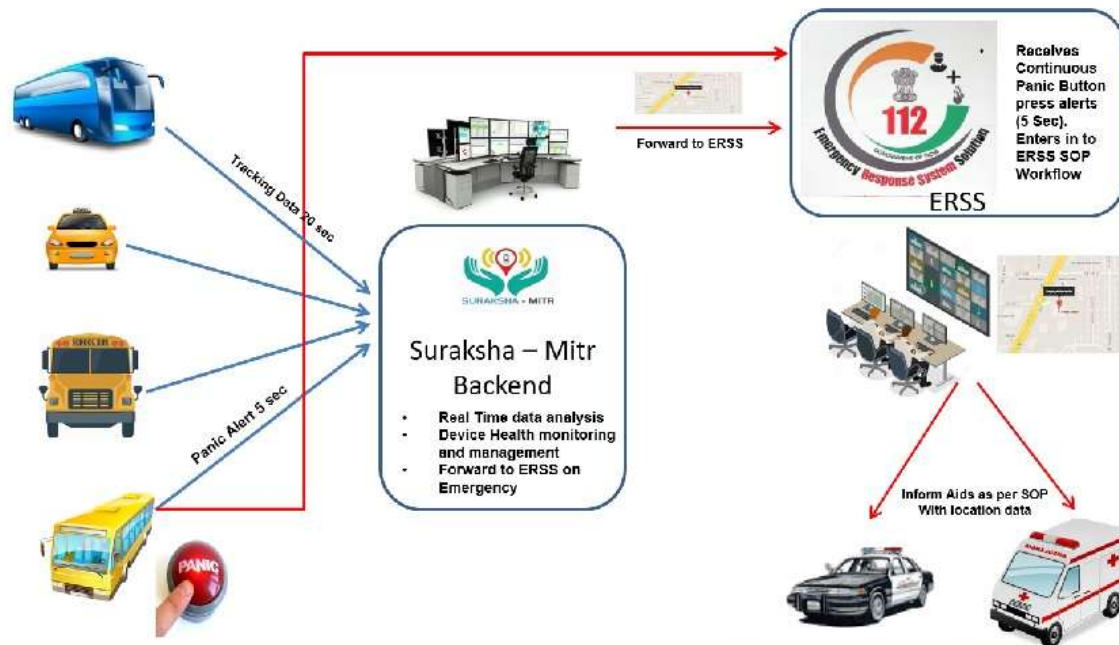 Tracking Data 20 sec
Panic Alert 5 sec
SCHOOL BUS
PANIC
SURAKSHA - MITR
Suraksha – Mitr
Backend
• Real Time data analysis
• Device Health monitoring
and management
• Forward to ERSS on
Emergency
Forward to ERSS
112
GOVERNMENT OF INDIA
Emergency Response System Solution
ERSS
• Receives
Continuous
Panic Button
press alerts
(5 Sec).
Enters in to
ERSS SOP
Workflow
Inform Aids as per SOP
With location data
AMBULANCE